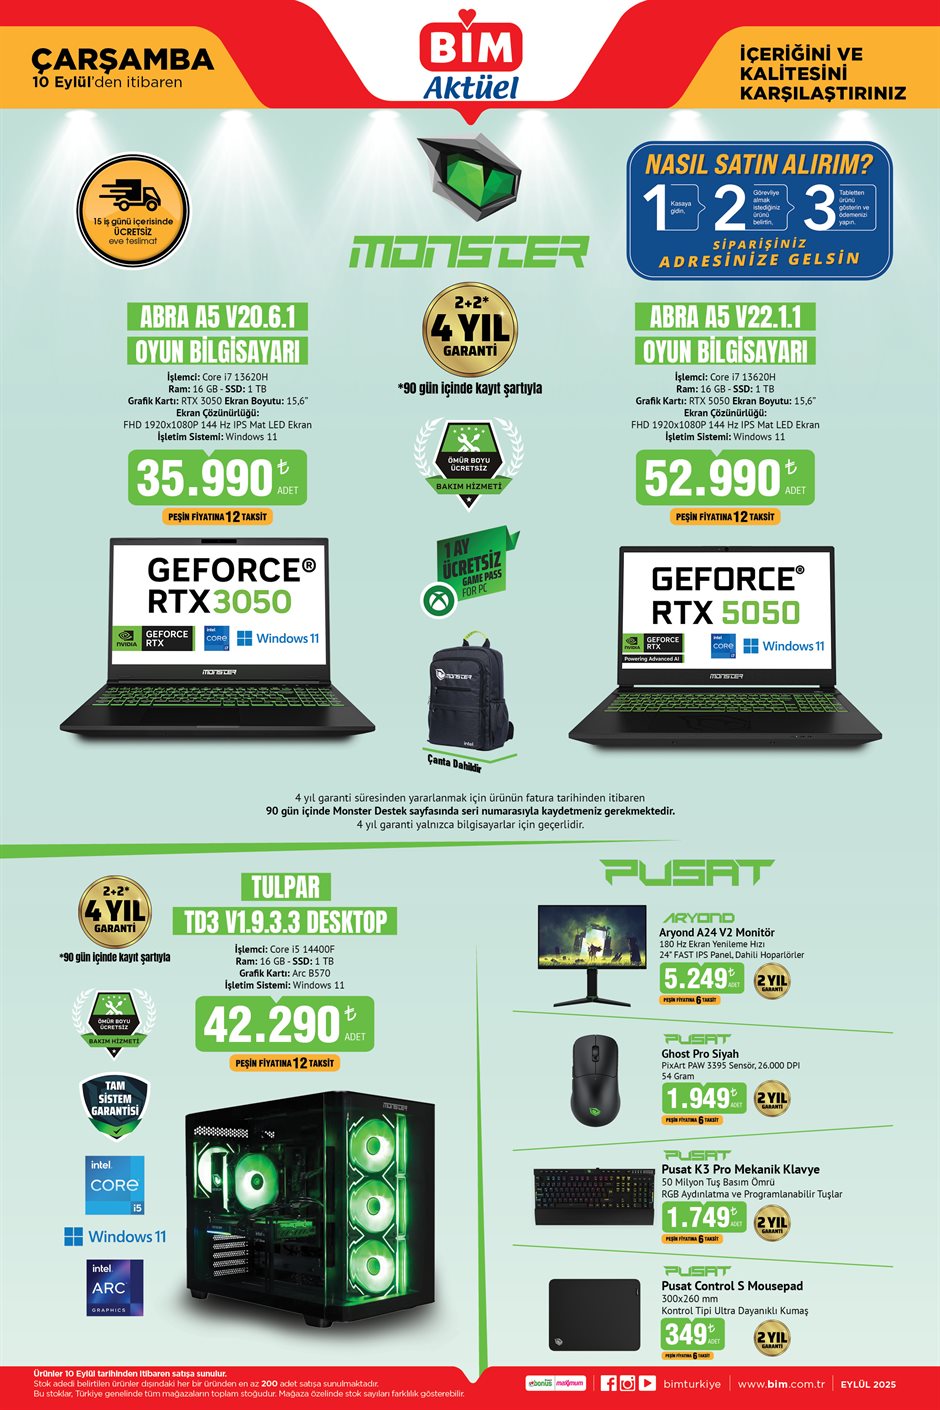 ÇARŞAMBA
10 Eylül'den itibaren
BİM
Aktüel
İÇERİĞİNİ VE
KALİTESİNİ
KARŞILAŞTIRINIZ
15 iş günü içerisinde
ÜCRETSİZ
eve teslimat
MONSTER
NASIL SATIN ALIRIM?
1 Kasaya gidin,
2 Görevliye almak istediğiniz ürünü belirtin,
3 Tabletten ürünü gösterin ve ödemenizi yapın.
SİPARİŞİNİZ
ADRESİNİZE GELSİN
ABRA A5 V20.6.1
OYUN BİLGİSAYARI
İşlemci: Core i7 13620H
Ram: 16 GB - SSD: 1 TB
Grafik Kartı: RTX 3050 Ekran Boyutu: 15,6”
Ekran Çözünürlüğü:
FHD 1920x1080P 144 Hz IPS Mat LED Ekran
İşletim Sistemi: Windows 11
35.990₺
ADET
PEŞİN FİYATINA 12 TAKSİT
GEFORCE®
RTX3050
NVIDIA
GEFORCE
RTX
intel
CORE
i7
Windows 11
MONSTER
2+2*
4 YIL
GARANTİ
*90 gün içinde kayıt şartıyla
ÖMÜR BOYU
ÜCRETSİZ
BAKIM HİZMETİ
1 AY
ÜCRETSİZ
GAME PASS
FOR PC
MONSTER
intel
Çanta Dahildir
ABRA A5 V22.1.1
OYUN BİLGİSAYARI
İşlemci: Core i7 13620H
Ram: 16 GB - SSD: 1 TB
Grafik Kartı: RTX 5050 Ekran Boyutu: 15,6”
Ekran Çözünürlüğü:
FHD 1920x1080P 144 Hz IPS Mat LED Ekran
İşletim Sistemi: Windows 11
52.990₺
ADET
PEŞİN FİYATINA 12 TAKSİT
GEFORCE®
RTX 5050
NVIDIA
GEFORCE
RTX
Powering Advanced AI
intel
CORE
i7
Windows 11
MONSTER
4 yıl garanti süresinden yararlanmak için ürünün fatura tarihinden itibaren
90 gün içinde Monster Destek sayfasında seri numarasıyla kaydetmeniz gerekmektedir.
4 yıl garanti yalnızca bilgisayarlar için geçerlidir.
2+2*
4 YIL
GARANTİ
*90 gün içinde kayıt şartıyla
ÖMÜR BOYU
ÜCRETSİZ
BAKIM HİZMETİ
TAM
SİSTEM
GARANTİSİ
intel
CORE
i5
Windows 11
intel
ARC
GRAPHICS
TULPAR
TD3 V1.9.3.3 DESKTOP
İşlemci: Core i5 14400F
Ram: 16 GB - SSD: 1 TB
Grafik Kartı: Arc B570
İşletim Sistemi: Windows 11
42.290₺
ADET
PEŞİN FİYATINA 12 TAKSİT
MONSTER
PUSAT
ARYOND
Aryond A24 V2 Monitör
180 Hz Ekran Yenileme Hızı
24” FAST IPS Panel, Dahili Hoparlörler
5.249₺
ADET
2 YIL
GARANTİ
PEŞİN FİYATINA 6 TAKSİT
PUSAT
Ghost Pro Siyah
PixArt PAW 3395 Sensör, 26.000 DPI
54 Gram
1.949₺
ADET
2 YIL
GARANTİ
PEŞİN FİYATINA 6 TAKSİT
PUSAT
Pusat K3 Pro Mekanik Klavye
50 Milyon Tuş Basım Ömrü
RGB Aydınlatma ve Programlanabilir Tuşlar
1.749₺
ADET
2 YIL
GARANTİ
PEŞİN FİYATINA 6 TAKSİT
PUSAT
Pusat Control S Mousepad
300x260 mm
Kontrol Tipi Ultra Dayanıklı Kumaş
349₺
ADET
2 YIL
GARANTİ
PEŞİN FİYATINA 6 TAKSİT
Ürünler 10 Eylül tarihinden itibaren satışa sunulur.
Stok adedi belirtilen ürünler dışındaki her bir üründen en az 200 adet satışa sunulmaktadır.
Bu stoklar, Türkiye genelinde tüm mağazaların toplam stoğudur. Mağaza özelinde stok sayıları farklılık gösterebilir.
bonus
maximum
bimturkiye
www.bim.com.tr
EYLÜL 2025